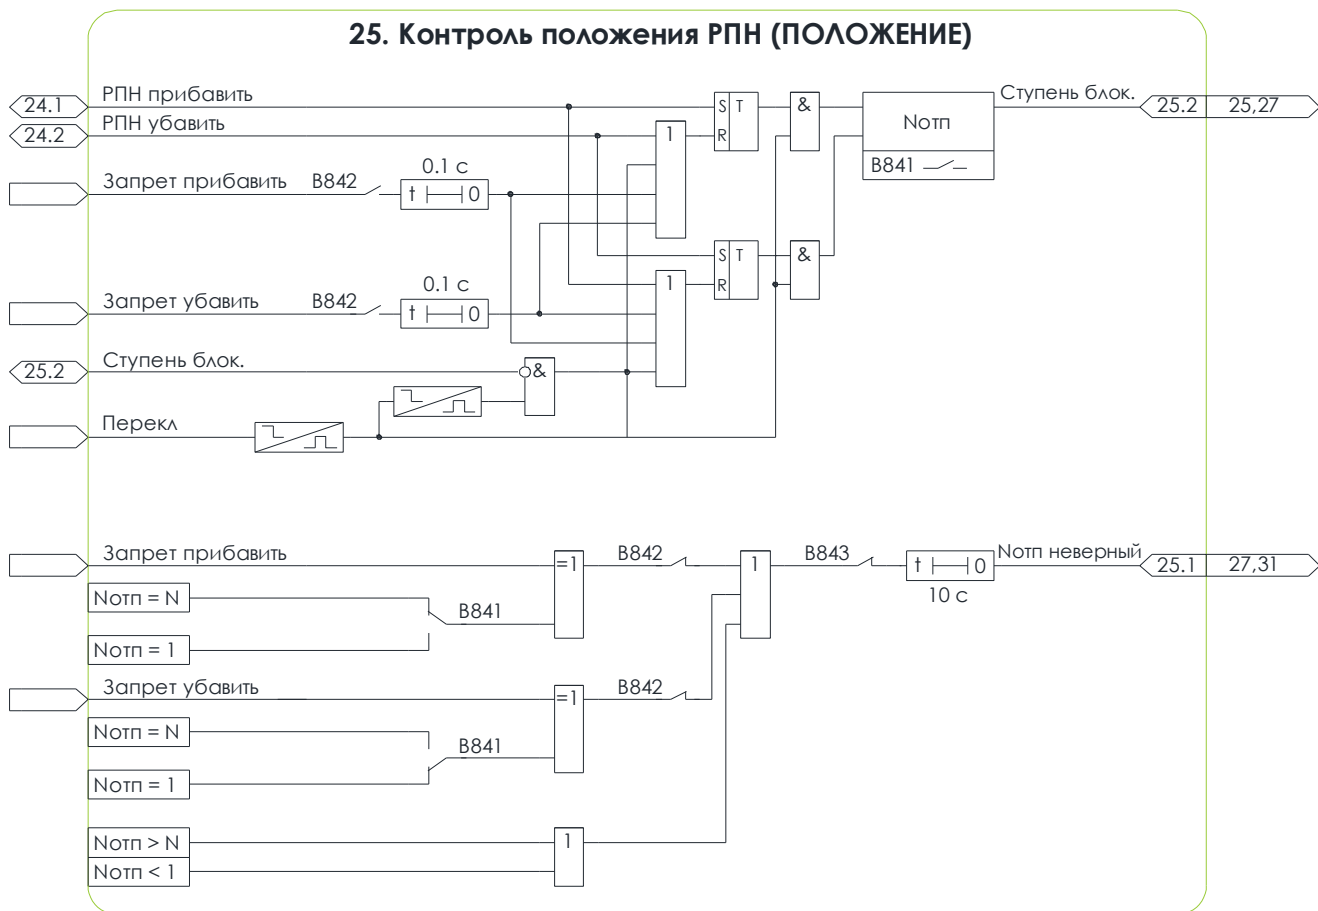 25. Контроль положения РПН (ПОЛОЖЕНИЕ)
24.1 РПН прибавить S T & Ступень блок. 25.2 25,27
24.2 РПН убавить 1 R Nотп
Запрет прибавить B842 0.1 с t 0 B841
S T &
Запрет убавить B842 0.1 с t 0 1 R
25.2 Ступень блок. &
Перекл
Запрет прибавить =1 B842 1 B843 t 0 Nотп неверный 25.1 27,31
10 с
Nотп = N
B841
Nотп = 1
Запрет убавить =1 B842
Nотп = N
B841
Nотп = 1
Nотп > N 1
Nотп < 1